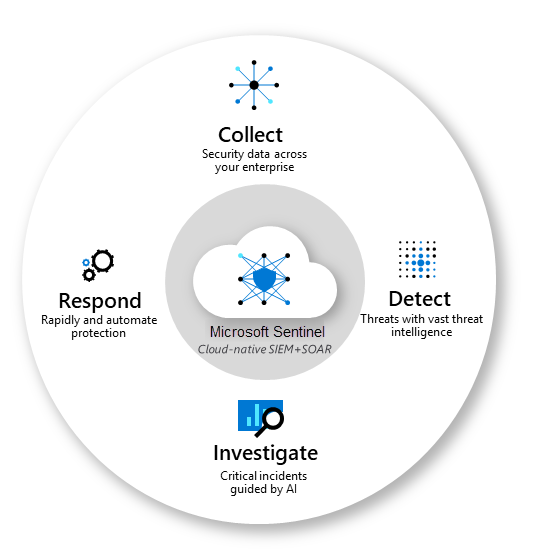 Collect
Security data across
your enterprise
Respond
Rapidly and automate
protection
Microsoft Sentinel
Cloud-native SIEM+SOAR
Detect
Threats with vast threat
intelligence
Investigate
Critical incidents
guided by AI